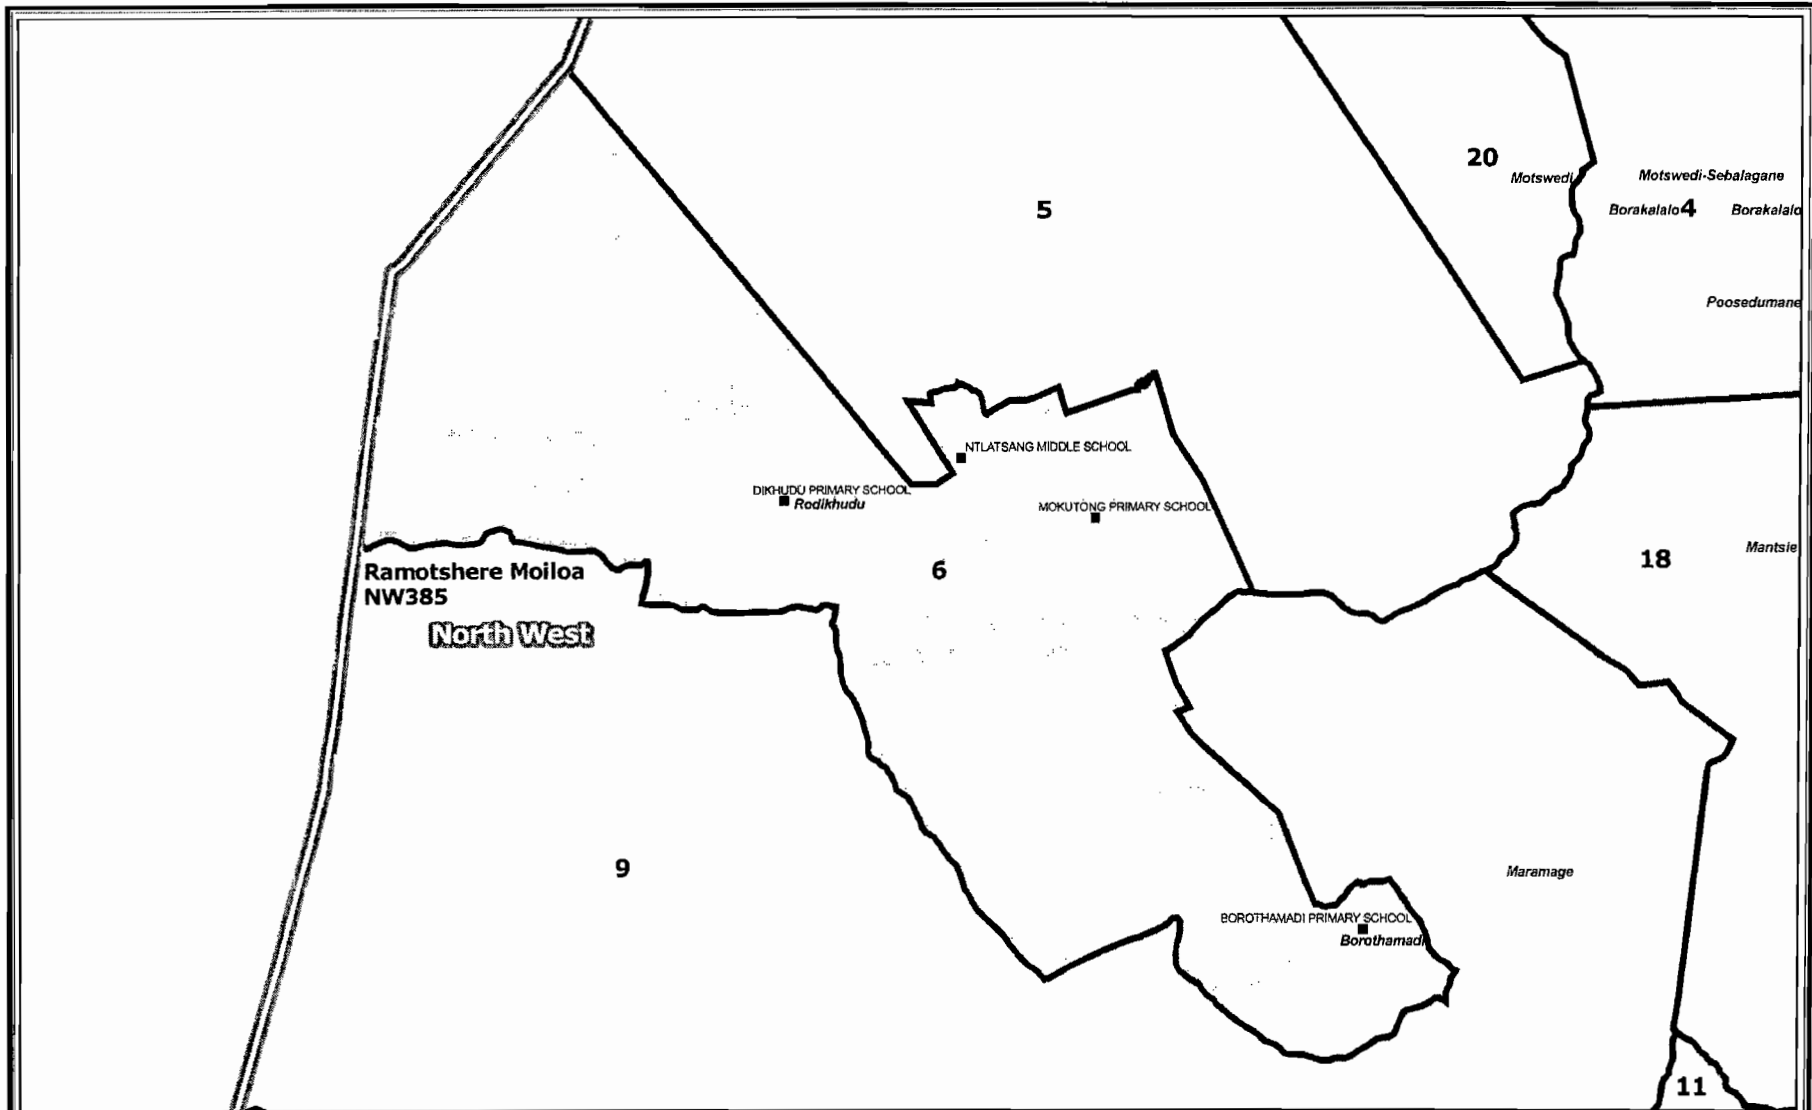 20
Motswedi
Motswedi-Sebalagane
5
Borakalalo
4
Borakalalo
Poosedumane
NTLATSANG MIDDLE SCHOOL
DIKHUDU PRIMARY SCHOOL
Rodikhudu
MOKUTONG PRIMARY SCHOOL
Mantsie
18
6
Ramotshere Moiloa
NW385
North West
9
Maramage
BOROTHAMADI PRIMARY SCHOOL
Borothamadi
11